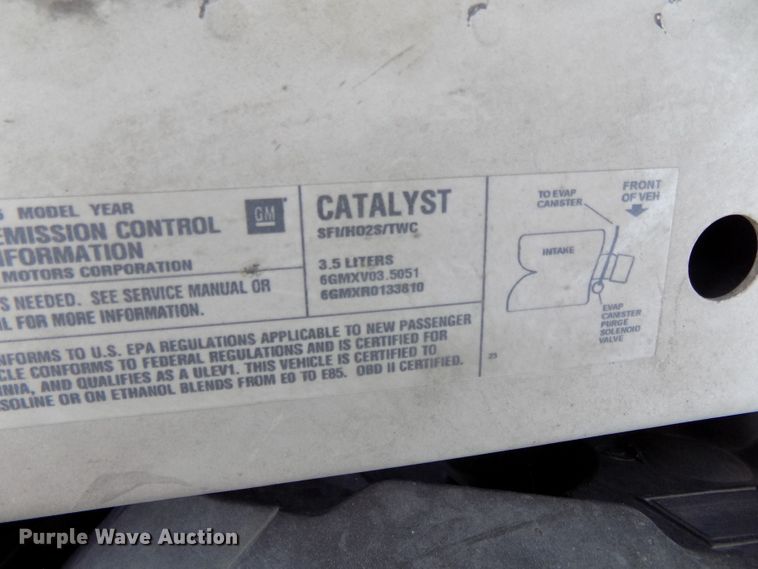 MODEL YEAR
EMISSION CONTROL
INFORMATION
MOTORS CORPORATION
GM
S NEEDED. SEE SERVICE MANUAL OR
AL FOR MORE INFORMATION.
CATALYST
SFI/HO2S/TWC
3.5 LITERS
6GMXV03.5051
6GMXR0133810
ONFORMS TO U.S. EPA REGULATIONS APPLICABLE TO NEW PASSENGER
CLE CONFORMS TO FEDERAL REGULATIONS AND IS CERTIFIED FOR
NIA, AND QUALIFIES AS A ULEV1. THIS VEHICLE IS CERTIFIED TO
SOLINE OR ON ETHANOL BLENDS FROM E0 TO E85. OBD II CERTIFIED.
TO EVAP
CANISTER
FRONT
OF VEH
INTAKE
EVAP
CANISTER
PURGE
SOLENOID
VALVE
23
Purple Wave Auction